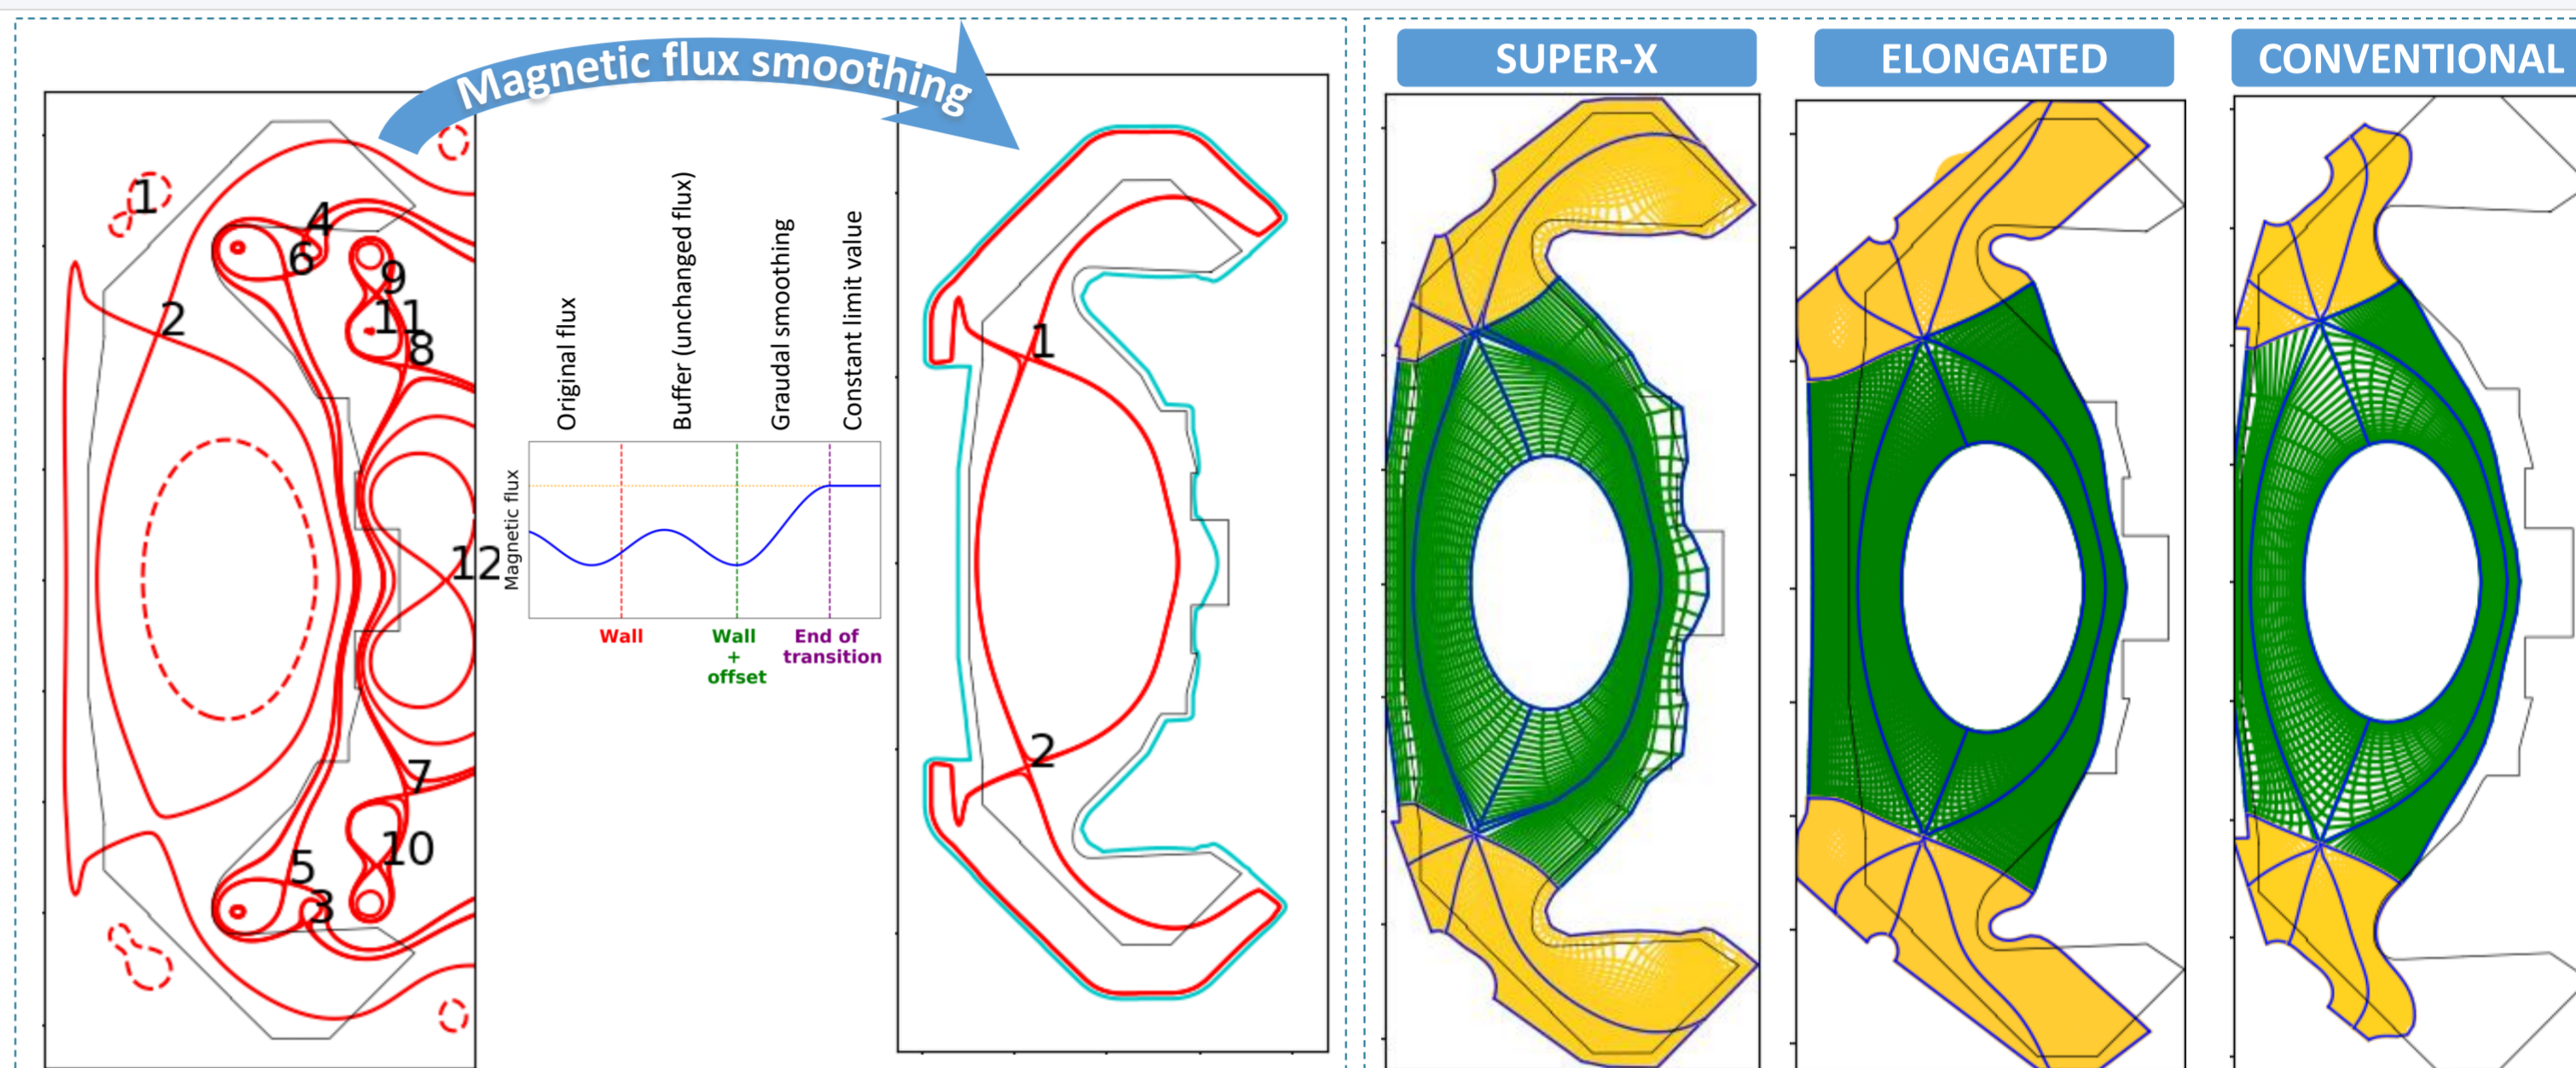 Magnetic flux smoothing
1
2
4
6
9
11
8
12
7
10
5
3
Original flux
Buffer (unchanged flux)
Graudal smoothing
Constant limit value
Magnetic flux
Wall
Wall
+
offset
End of
transition
1
2
SUPER-X
ELONGATED
CONVENTIONAL